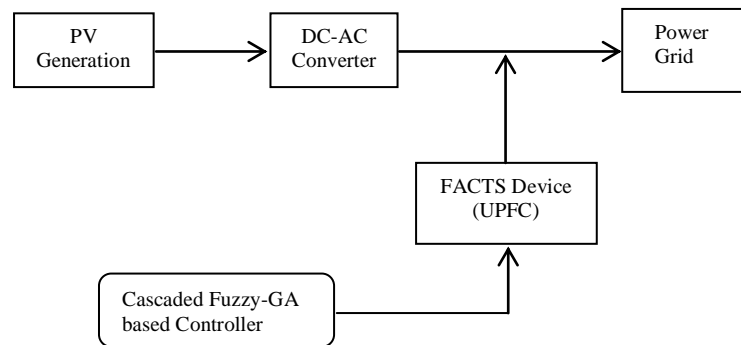 PV
Generation
DC-AC
Converter
Power
Grid
FACTS Device
(UPFC)
Cascaded Fuzzy-GA
based Controller